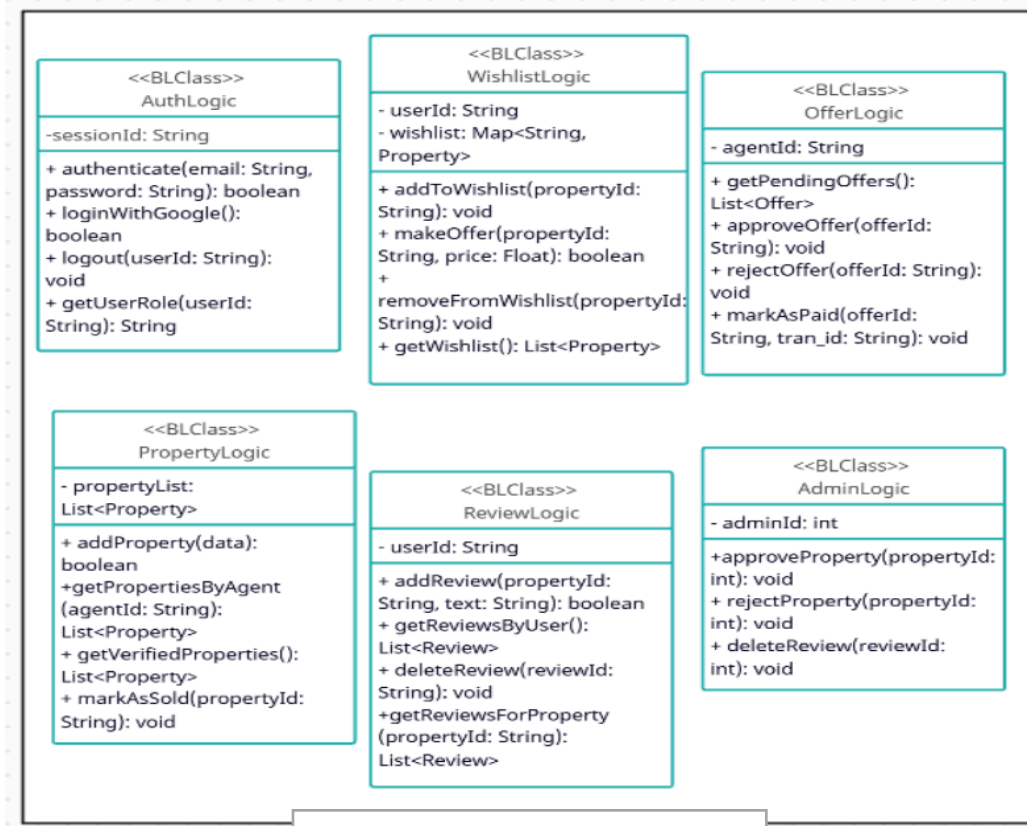 <<BLClass>>
AuthLogic
-sessionId: String
+ authenticate(email: String,
password: String): boolean
+ loginWithGoogle():
boolean
+ logout(userId: String):
void
+ getUserRole(userId:
String): String
<<BLClass>>
WishlistLogic
- userId: String
- wishlist: Map<String,
Property>
+ addToWishlist(propertyId:
String): void
+ makeOffer(propertyId:
String, price: Float): boolean
+
removeFromWishlist(propertyId:
String): void
+ getWishlist(): List<Property>
<<BLClass>>
OfferLogic
- agentId: String
+ getPendingOffers():
List<Offer>
+ approveOffer(offerId:
String): void
+ rejectOffer(offerId: String):
void
+ markAsPaid(offerId:
String, tran_id: String): void
<<BLClass>>
PropertyLogic
- propertyList:
List<Property>
+ addProperty(data):
boolean
+getPropertiesByAgent
(agentId: String):
List<Property>
+ getVerifiedProperties():
List<Property>
+ markAsSold(propertyId:
String): void
<<BLClass>>
ReviewLogic
- userId: String
+ addReview(propertyId:
String, text: String): boolean
+ getReviewsByUser():
List<Review>
+ deleteReview(reviewId:
String): void
+getReviewsForProperty
(propertyId: String):
List<Review>
<<BLClass>>
AdminLogic
- adminId: int
+approveProperty(propertyId:
int): void
+ rejectProperty(propertyId:
int): void
+ deleteReview(reviewId:
int): void